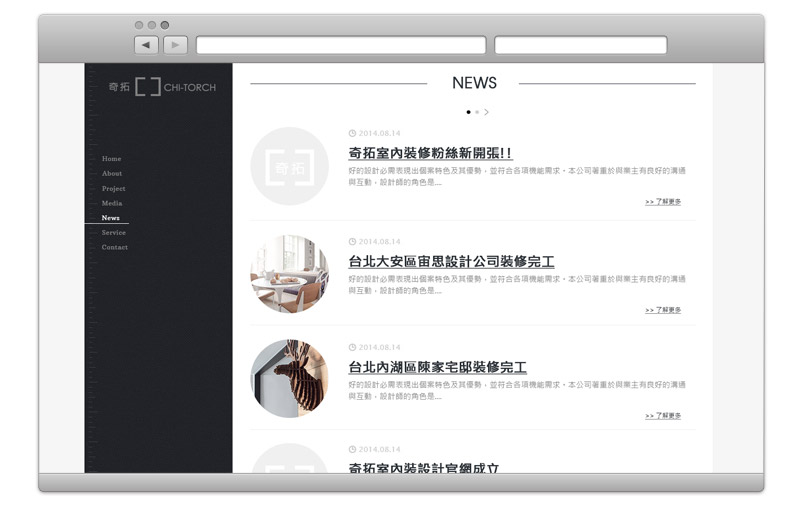 奇拓 CHI-TORCH
Home
About
Project
Media
News
Service
Contact
NEWS
2014.08.14
奇拓室內裝修粉絲新開張!!
好的設計必需表現出個案特色及其優勢，並符合各項機能需求。本公司著重於與業主有良好的溝通
與互動，設計師的角色是....
>> 了解更多
奇拓
2014.08.14
台北大安區宙思設計公司裝修完工
好的設計必需表現出個案特色及其優勢，並符合各項機能需求。本公司著重於與業主有良好的溝通
與互動，設計師的角色是....
>> 了解更多
2014.08.14
台北內湖區陳家宅邸裝修完工
好的設計必需表現出個案特色及其優勢，並符合各項機能需求。本公司著重於與業主有良好的溝通
與互動，設計師的角色是....
>> 了解更多
2014.08.14
奇拓室內裝設計官網成立